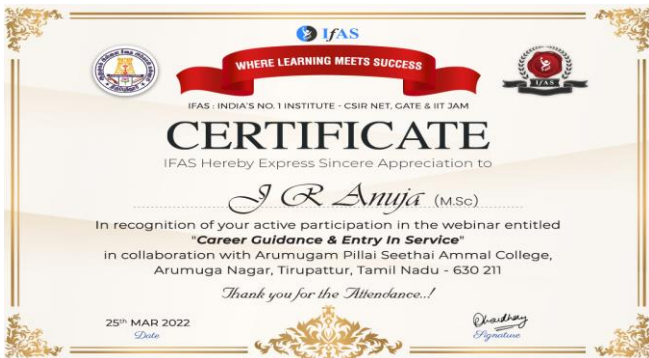 IFAS
WHERE LEARNING MEETS SUCCESS
IFAS
IFAS : INDIA'S NO. 1 INSTITUTE - CSIR NET, GATE & IIT JAM
CERTIFICATE
IFAS Hereby Express Sincere Appreciation to
J R Anuja (M.Sc)
In recognition of your active participation in the webinar entitled
"Career Guidance & Entry In Service"
in collaboration with Arumugam Pillai Seethai Ammal College,
Arumuga Nagar, Tirupattur, Tamil Nadu - 630 211
Thank you for the Attendance..!
25th MAR 2022
Date
Signature